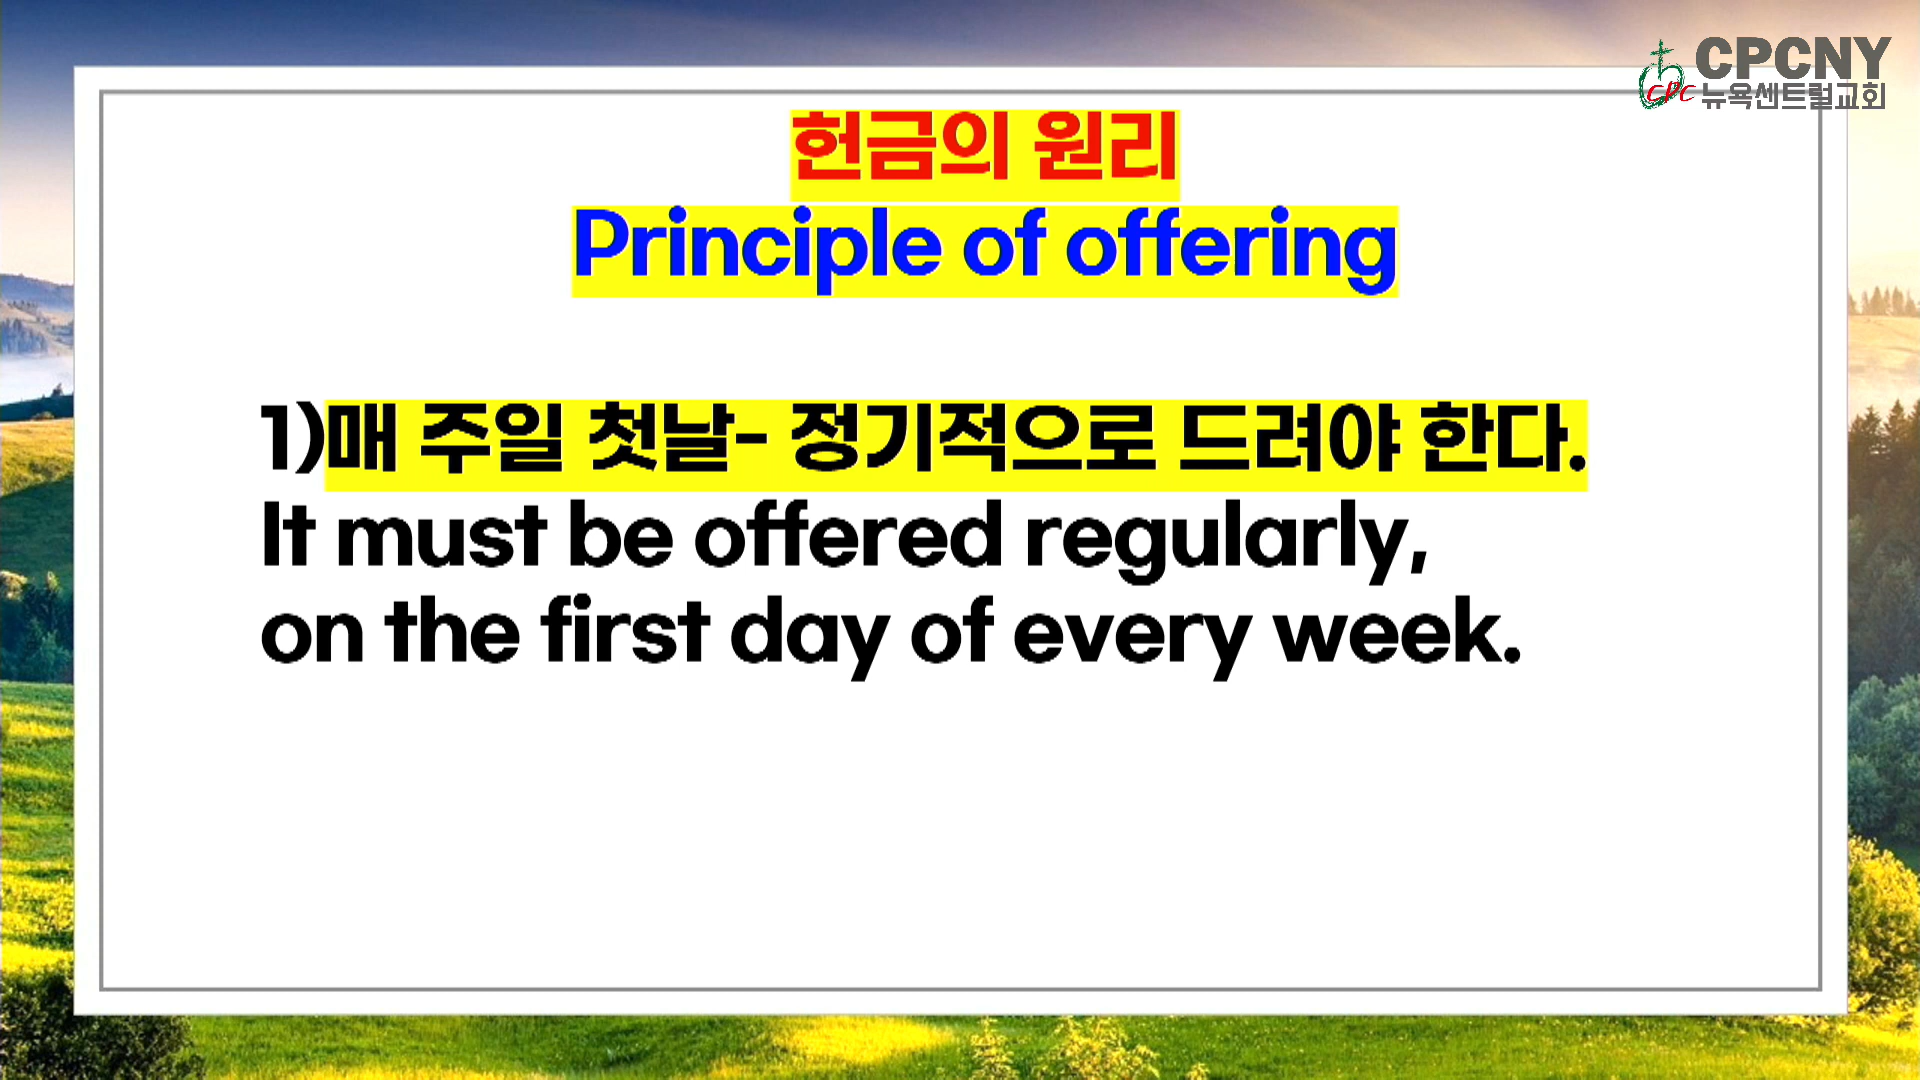 CPCNY
CPC 뉴욕센트럴교회
헌금의 원리
Principle of offering
1)매 주일 첫날- 정기적으로 드려야 한다.
It must be offered regularly,
on the first day of every week.